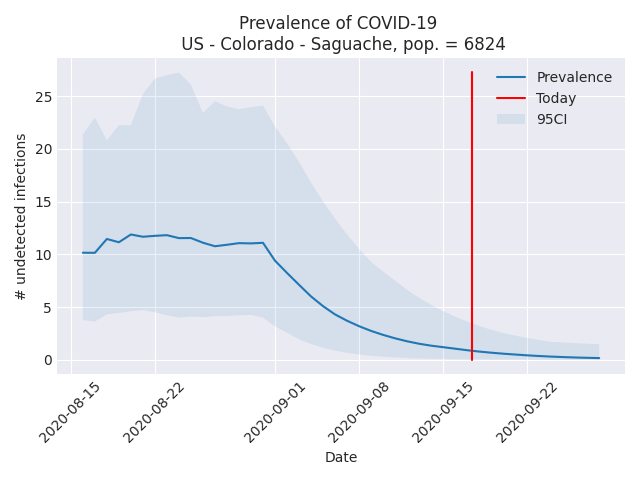 Prevalence of COVID-19
US - Colorado - Saguache, pop. = 6824
# undetected infections
25
20
15
10
5
0
Prevalence
Today
95CI
2020-08-15
2020-08-22
2020-09-01
2020-09-08
2020-09-15
2020-09-22
Date